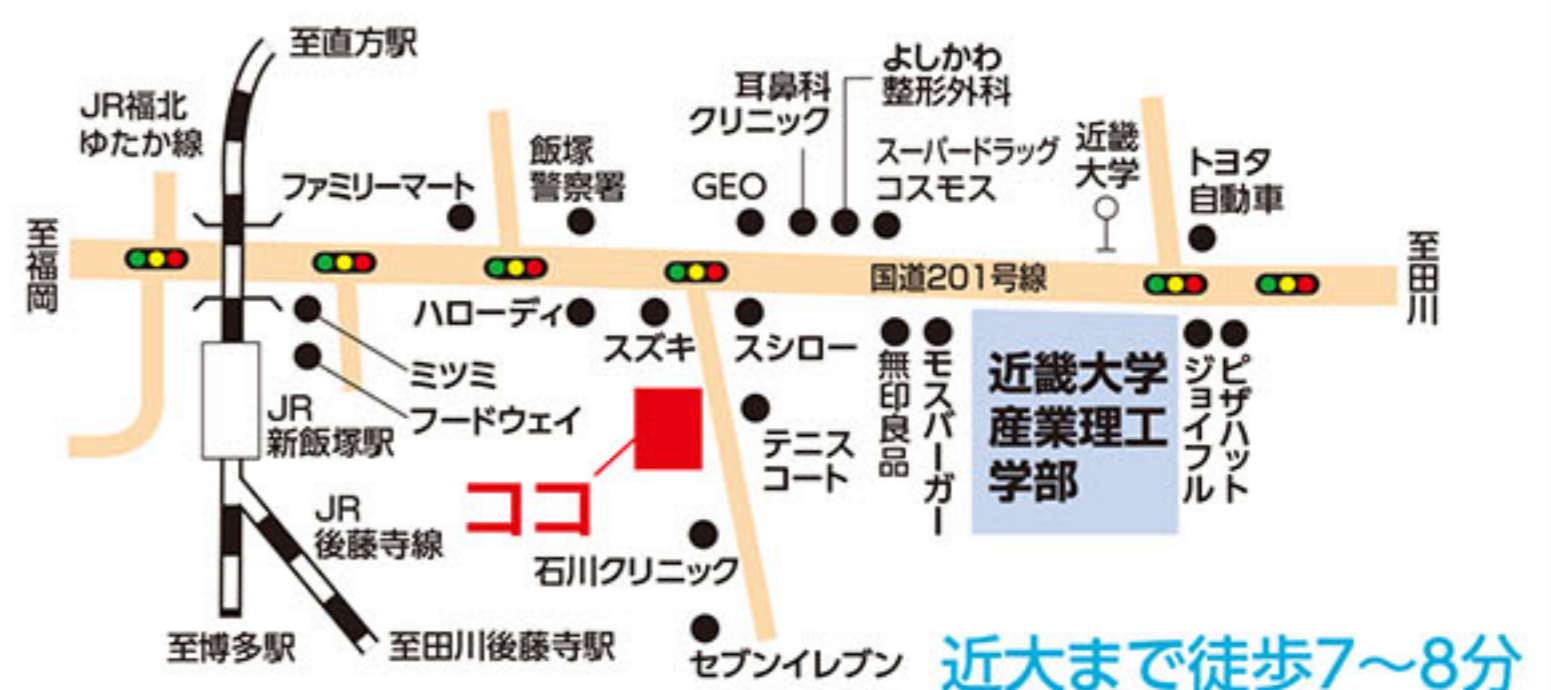 至直方駅
JR福北
ゆたか線
ファミリーマート
飯塚
警察署
GEO
耳鼻科
クリニック
よしかわ
整形外科
スーパードラッグ
コスモス
近畿
大学
トヨタ
自動車
至福岡
国道201号線
至田川
ハローデイ
スズキ
スシロー
ミツミ
フードウェイ
JR
新飯塚駅
無印良品
モスバーガー
近畿大学
産業理工
学部
ジョイフル
ピザハット
テニス
コート
ココ
JR
後藤寺線
石川クリニック
至博多駅
至田川後藤寺駅
セブンイレブン
近大まで徒歩7〜8分